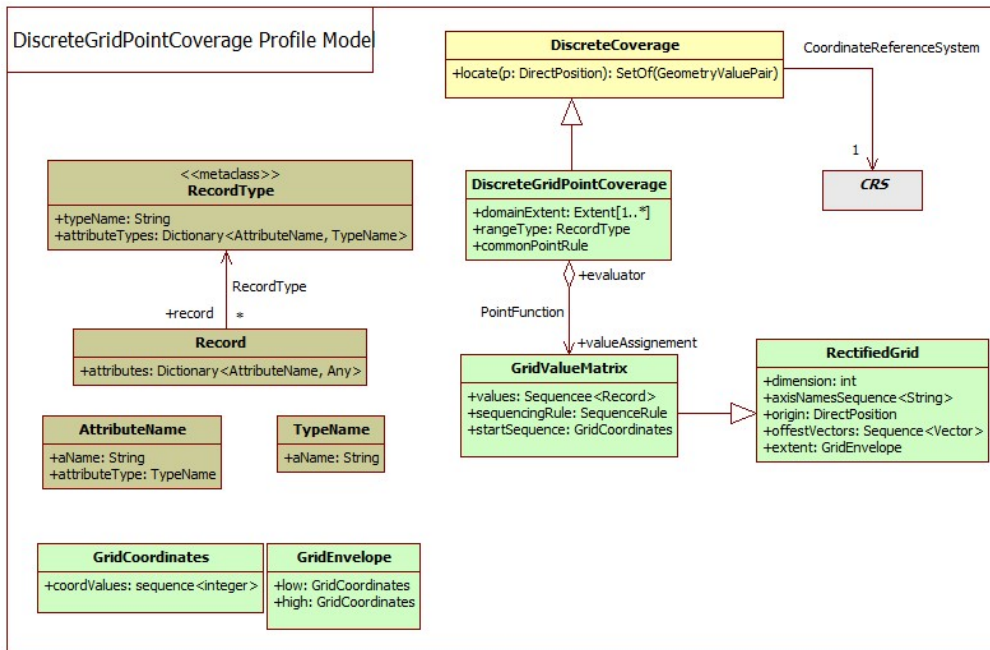 DiscreteGridPointCoverage Profile Model
DiscreteCoverage
+locate(p: DirectPosition): SetOf(GeometryValuePair)
CoordinateReferenceSystem
1
CRS
<<metaclass>>
RecordType
+typeName: String
+attributeTypes: Dictionary<AttributeName, TypeName>
DiscreteGridPointCoverage
+domainExtent: Extent[1..*]
+rangeType: RecordType
+commonPointRule
+evaluator
RecordType
+record
*
PointFunction
+valueAssignement
Record
+attributes: Dictionary<AttributeName, Any>
GridValueMatrix
+values: Sequencee<Record>
+sequencingRule: SequenceRule
+startSequence: GridCoordinates
RectifiedGrid
+dimension: int
+axisNamesSequence<String>
+origin: DirectPosition
+offestVectors: Sequence<Vector>
+extent: GridEnvelope
AttributeName
+aName: String
+attributeType: TypeName
TypeName
+aName: String
GridCoordinates
+coordValues: sequence<integer>
GridEnvelope
+low: GridCoordinates
+high: GridCoordinates